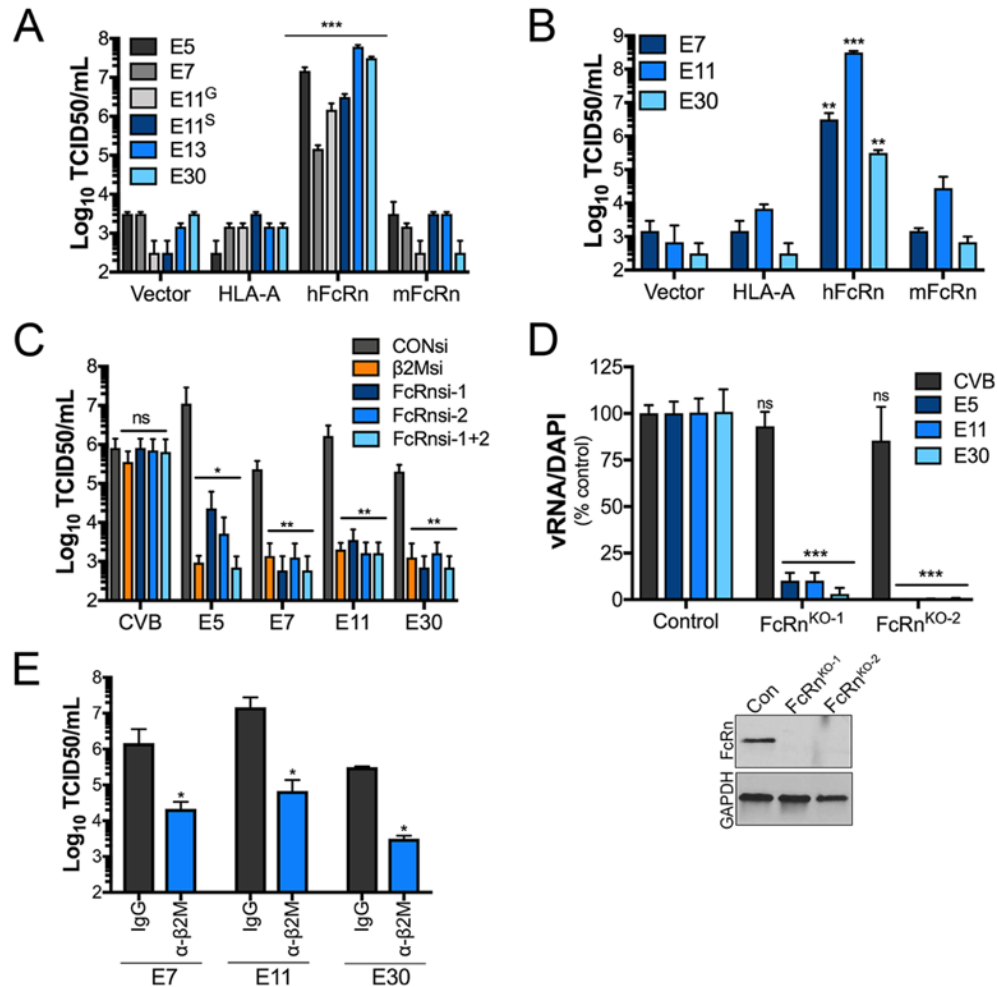 A
Log10 TCID50/mL
8
7
6
5
4
3
2
E5
E7
E11G
E11S
E13
E30
***
Vector HLA-A hFcRn mFcRn
B
Log10 TCID50/mL
9
8
7
6
5
4
3
2
E7
E11
E30
** *** **
Vector HLA-A hFcRn mFcRn
C
Log10 TCID50/mL
8
7
6
5
4
3
2
CONsi
β2Msi
FcRnsi-1
FcRnsi-2
FcRnsi-1+2
ns * ** ** **
CVB E5 E7 E11 E30
D
vRNA/DAPI
(% control)
125
100
75
50
25
0
CVB
E5
E11
E30
ns *** ns ***
Control FcRnKO-1 FcRnKO-2
Con FcRnKO-1 FcRnKO-2
FcRn
GAPDH
E
Log10 TCID50/mL
8
7
6
5
4
3
2
* * *
IgG α-β2M IgG α-β2M IgG α-β2M
E7 E11 E30